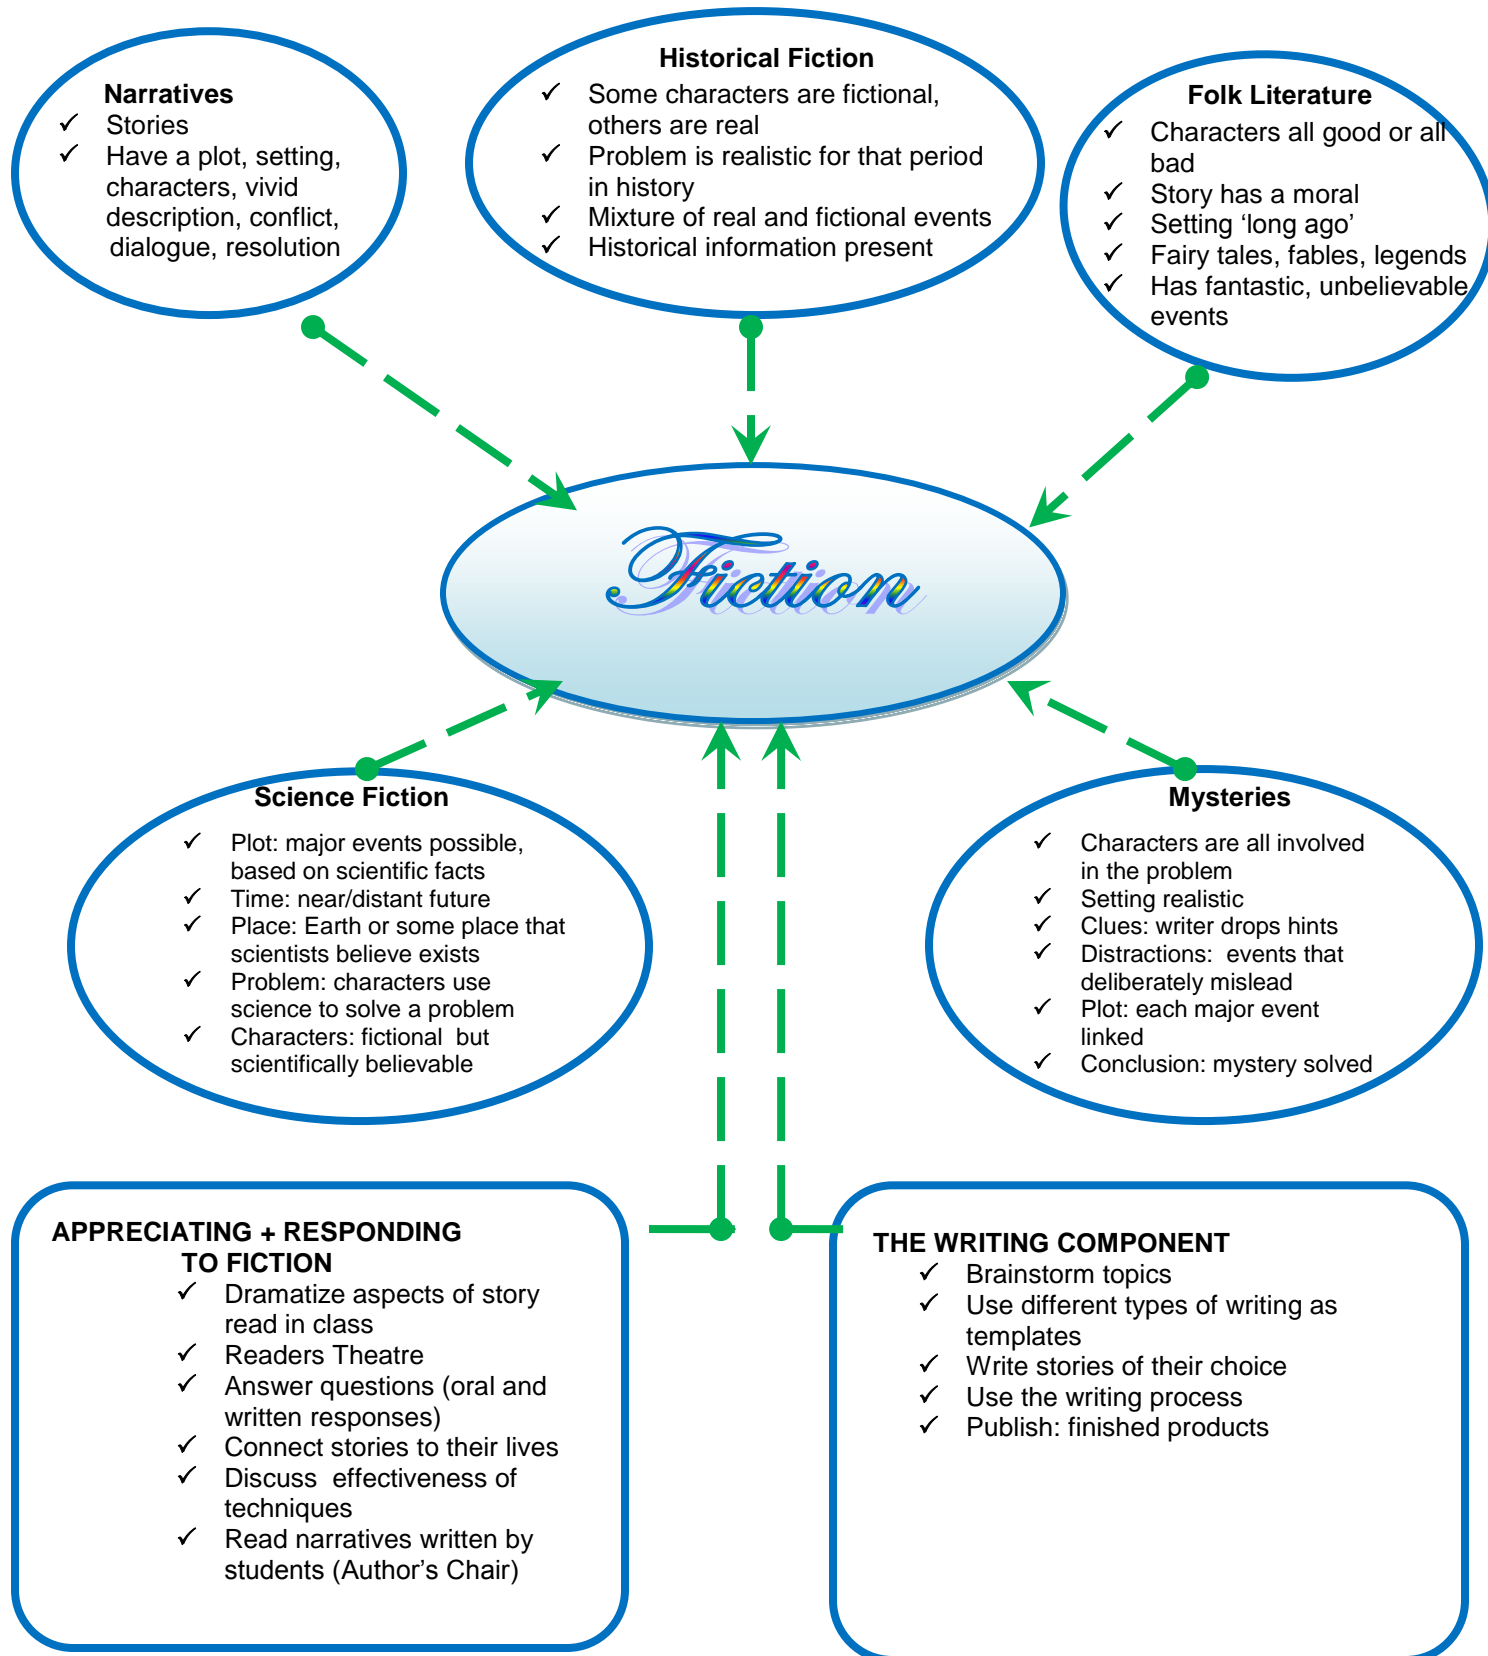 Narratives
✓ Stories
✓ Have a plot, setting,
characters, vivid
description, conflict,
dialogue, resolution
Historical Fiction
✓ Some characters are fictional,
others are real
✓ Problem is realistic for that period
in history
✓ Mixture of real and fictional events
✓ Historical information present
Folk Literature
✓ Characters all good or all
bad
✓ Story has a moral
✓ Setting ‘long ago’
✓ Fairy tales, fables, legends
✓ Has fantastic, unbelievable
events
Fiction
Science Fiction
✓ Plot: major events possible,
based on scientific facts
✓ Time: near/distant future
✓ Place: Earth or some place that
scientists believe exists
✓ Problem: characters use
science to solve a problem
✓ Characters: fictional  but
scientifically believable
Mysteries
✓ Characters are all involved
in the problem
✓ Setting realistic
✓ Clues: writer drops hints
✓ Distractions:  events that
deliberately mislead
✓ Plot: each major event
linked
✓ Conclusion: mystery solved
APPRECIATING + RESPONDING
TO FICTION
✓ Dramatize aspects of story
read in class
✓ Readers Theatre
✓ Answer questions (oral and
written responses)
✓ Connect stories to their lives
✓ Discuss  effectiveness of
techniques
✓ Read narratives written by
students (Author’s Chair)
THE WRITING COMPONENT
✓ Brainstorm topics
✓ Use different types of writing as
templates
✓ Write stories of their choice
✓ Use the writing process
✓ Publish: finished products